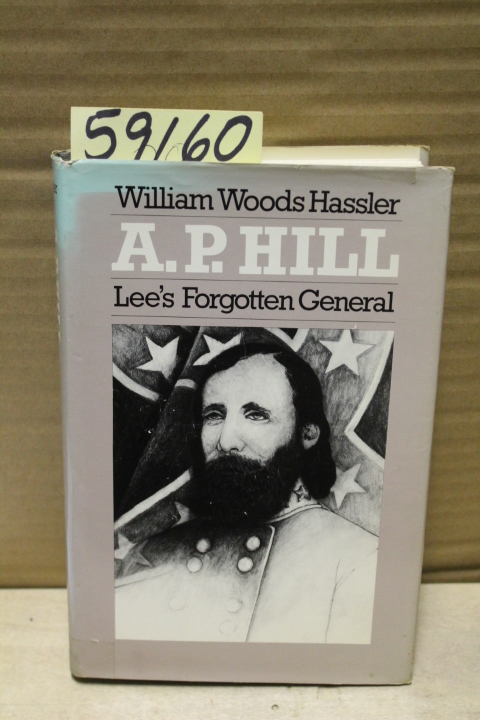 59160
William Woods Hassler
A.P. HILL
Lee's Forgotten General